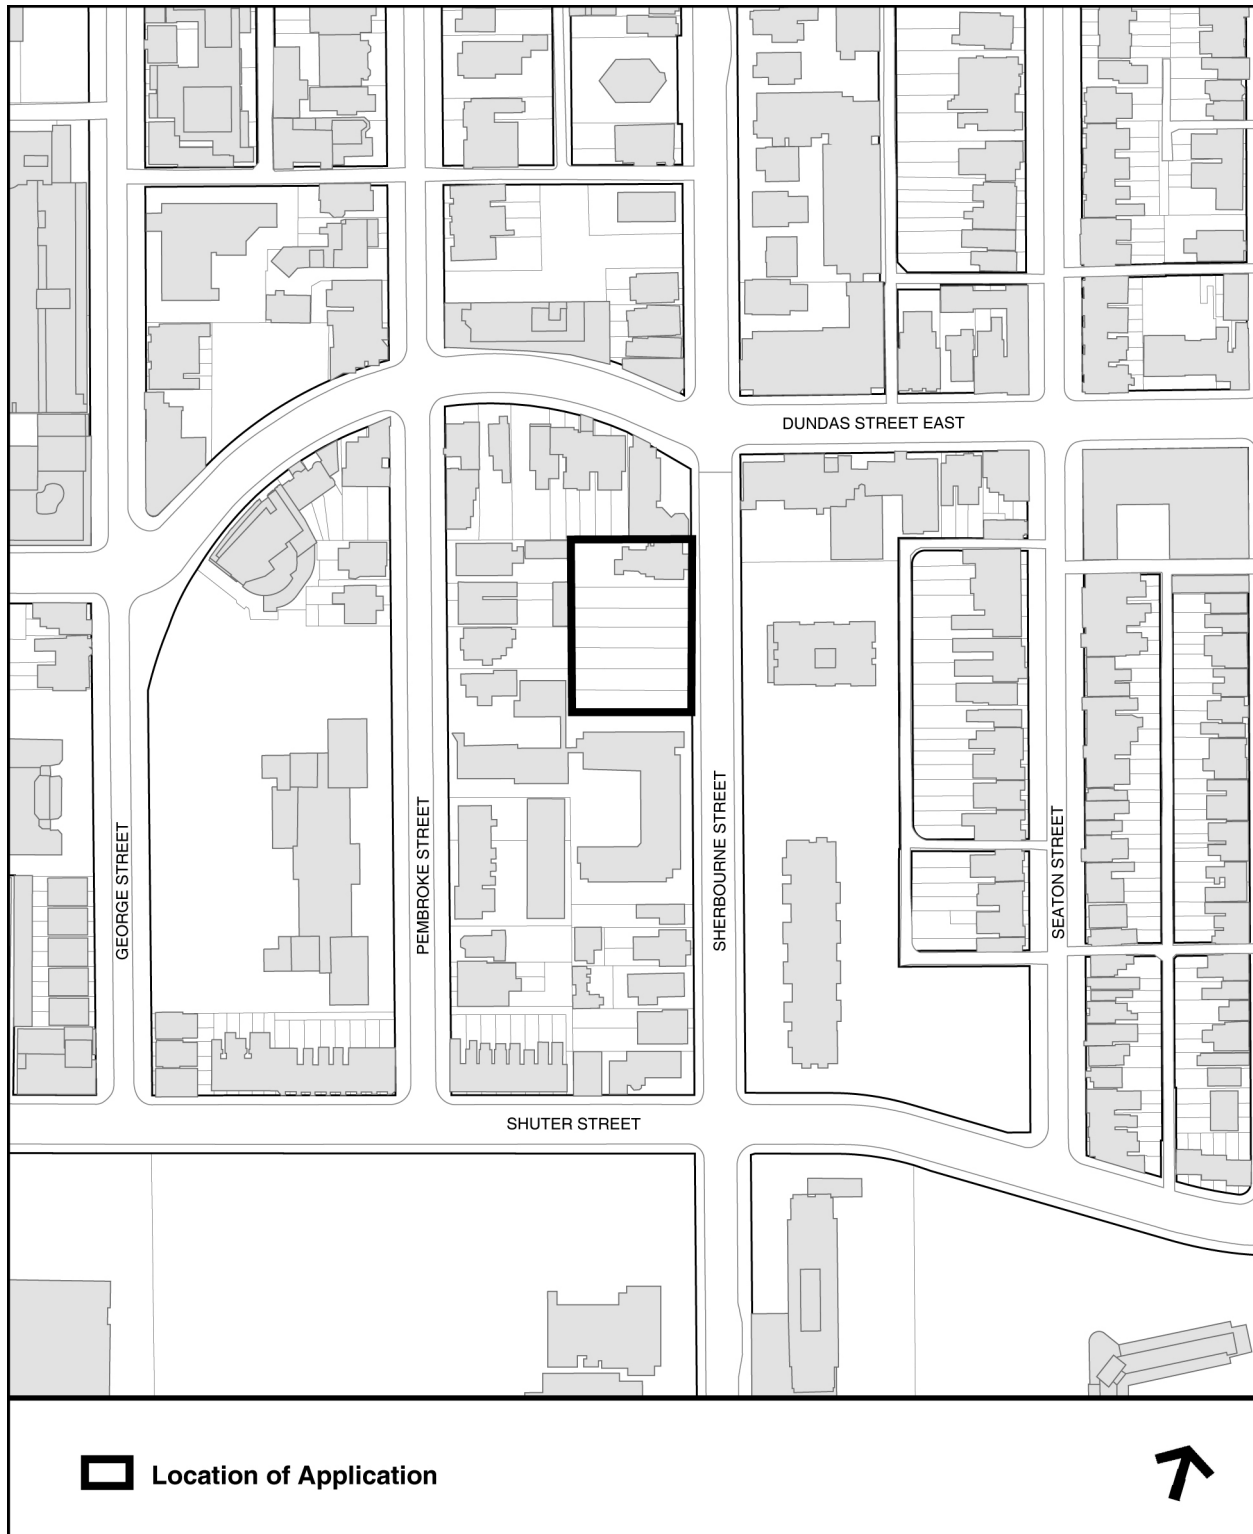 DUNDAS STREET EAST
GEORGE STREET
PEMBROKE STREET
SHERBOURNE STREET
SEATON STREET
SHUTER STREET
Location of Application